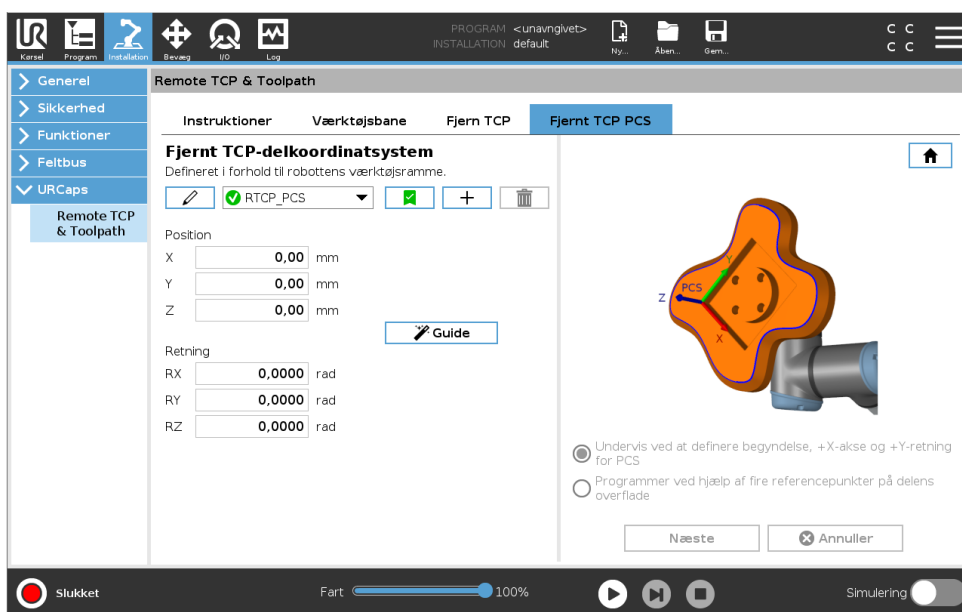 PROGRAM <unavngivet>
INSTALLATION default
UR
Kørsel Program Installation Bevæg I/O Log Ny... Åben... Gem...
C C
C C
Generel
Sikkerhed
Funktioner
Feltbus
URCaps
Remote TCP
& Toolpath
Remote TCP & Toolpath
Instruktioner Værktøjsbane Fjern TCP Fjernt TCP PCS
Fjernt TCP-delkoordinatsystem
Defineret i forhold til robottens værktøjsramme.
RTCP_PCS
Position
X 0,00 mm
Y 0,00 mm
Z 0,00 mm
Guide
Retning
RX 0,0000 rad
RY 0,0000 rad
RZ 0,0000 rad
Y
PCS
Z
X
Undervis ved at definere begyndelse, +X-akse og +Y-retning
for PCS
Programmer ved hjælp af fire referencepunkter på delens
overflade
Næste Annuller
Slukket Fart 100% Simulering